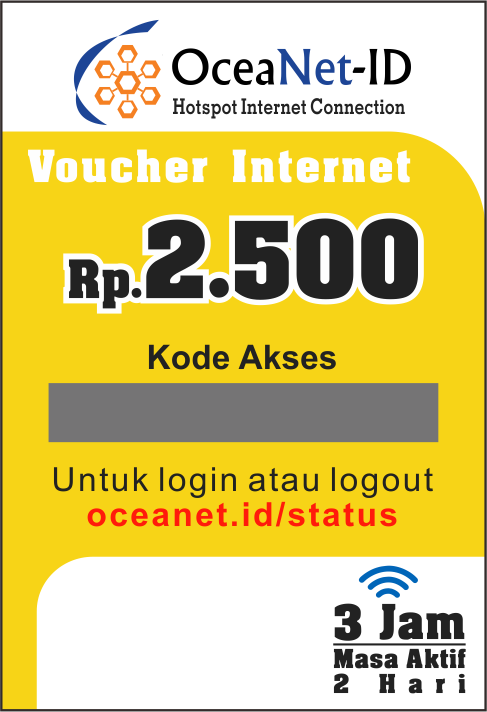 OceaNet-ID
Hotspot Internet Connection
Voucher Internet
Rp.2.500
Kode Akses
Untuk login atau logout
oceanet.id/status
3 Jam
Masa Aktif
2 Hari